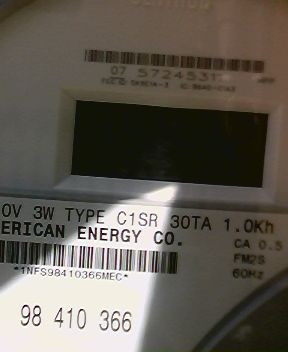 CENTRON
07 5724531
0V 3W TYPE C1SR 30TA 1.0Kh
ERICAN ENERGY CO.
CA 0.5
FM2S
60Hz
*1NFS98410366MEC*
98 410 366